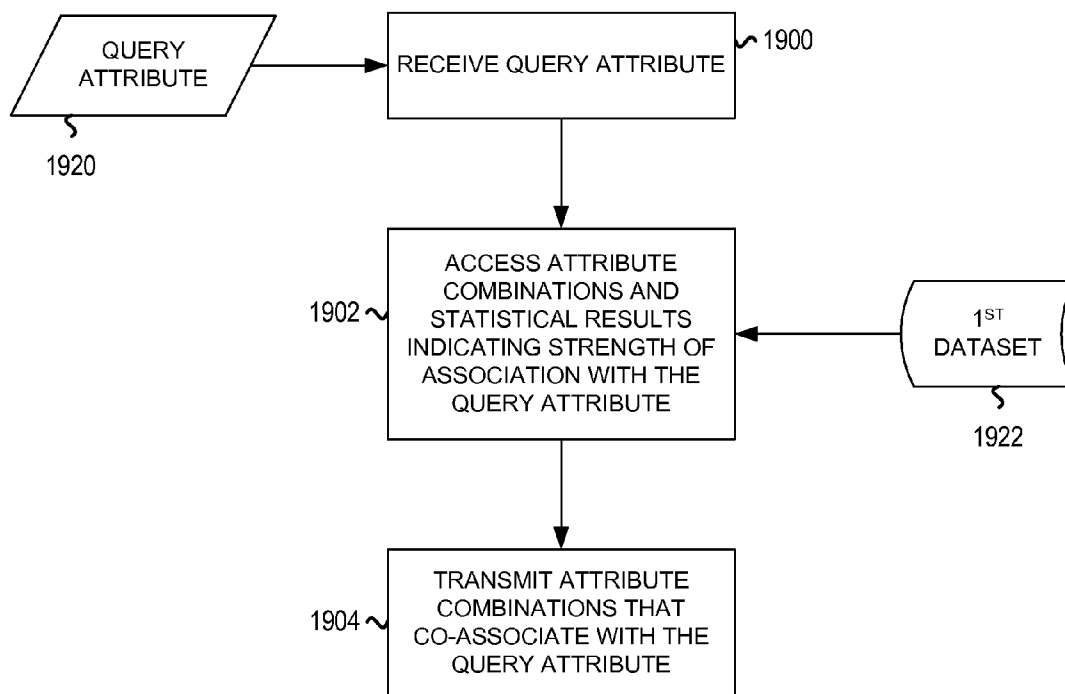 QUERY
ATTRIBUTE
1920
RECEIVE QUERY ATTRIBUTE
1900
1902
ACCESS ATTRIBUTE
COMBINATIONS AND
STATISTICAL RESULTS
INDICATING STRENGTH OF
ASSOCIATION WITH THE
QUERY ATTRIBUTE
1ST
DATASET
1922
1904
TRANSMIT ATTRIBUTE
COMBINATIONS THAT
CO-ASSOCIATE WITH THE
QUERY ATTRIBUTE